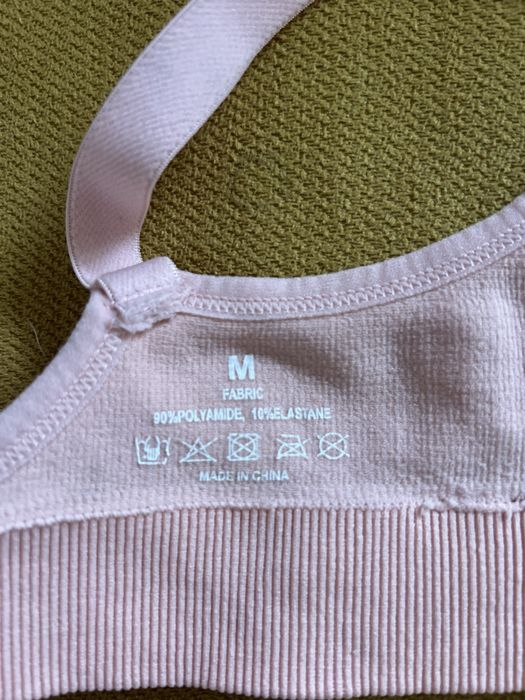 M
FABRIC
90%POLYAMIDE, 10%ELASTANE
MADE IN CHINA